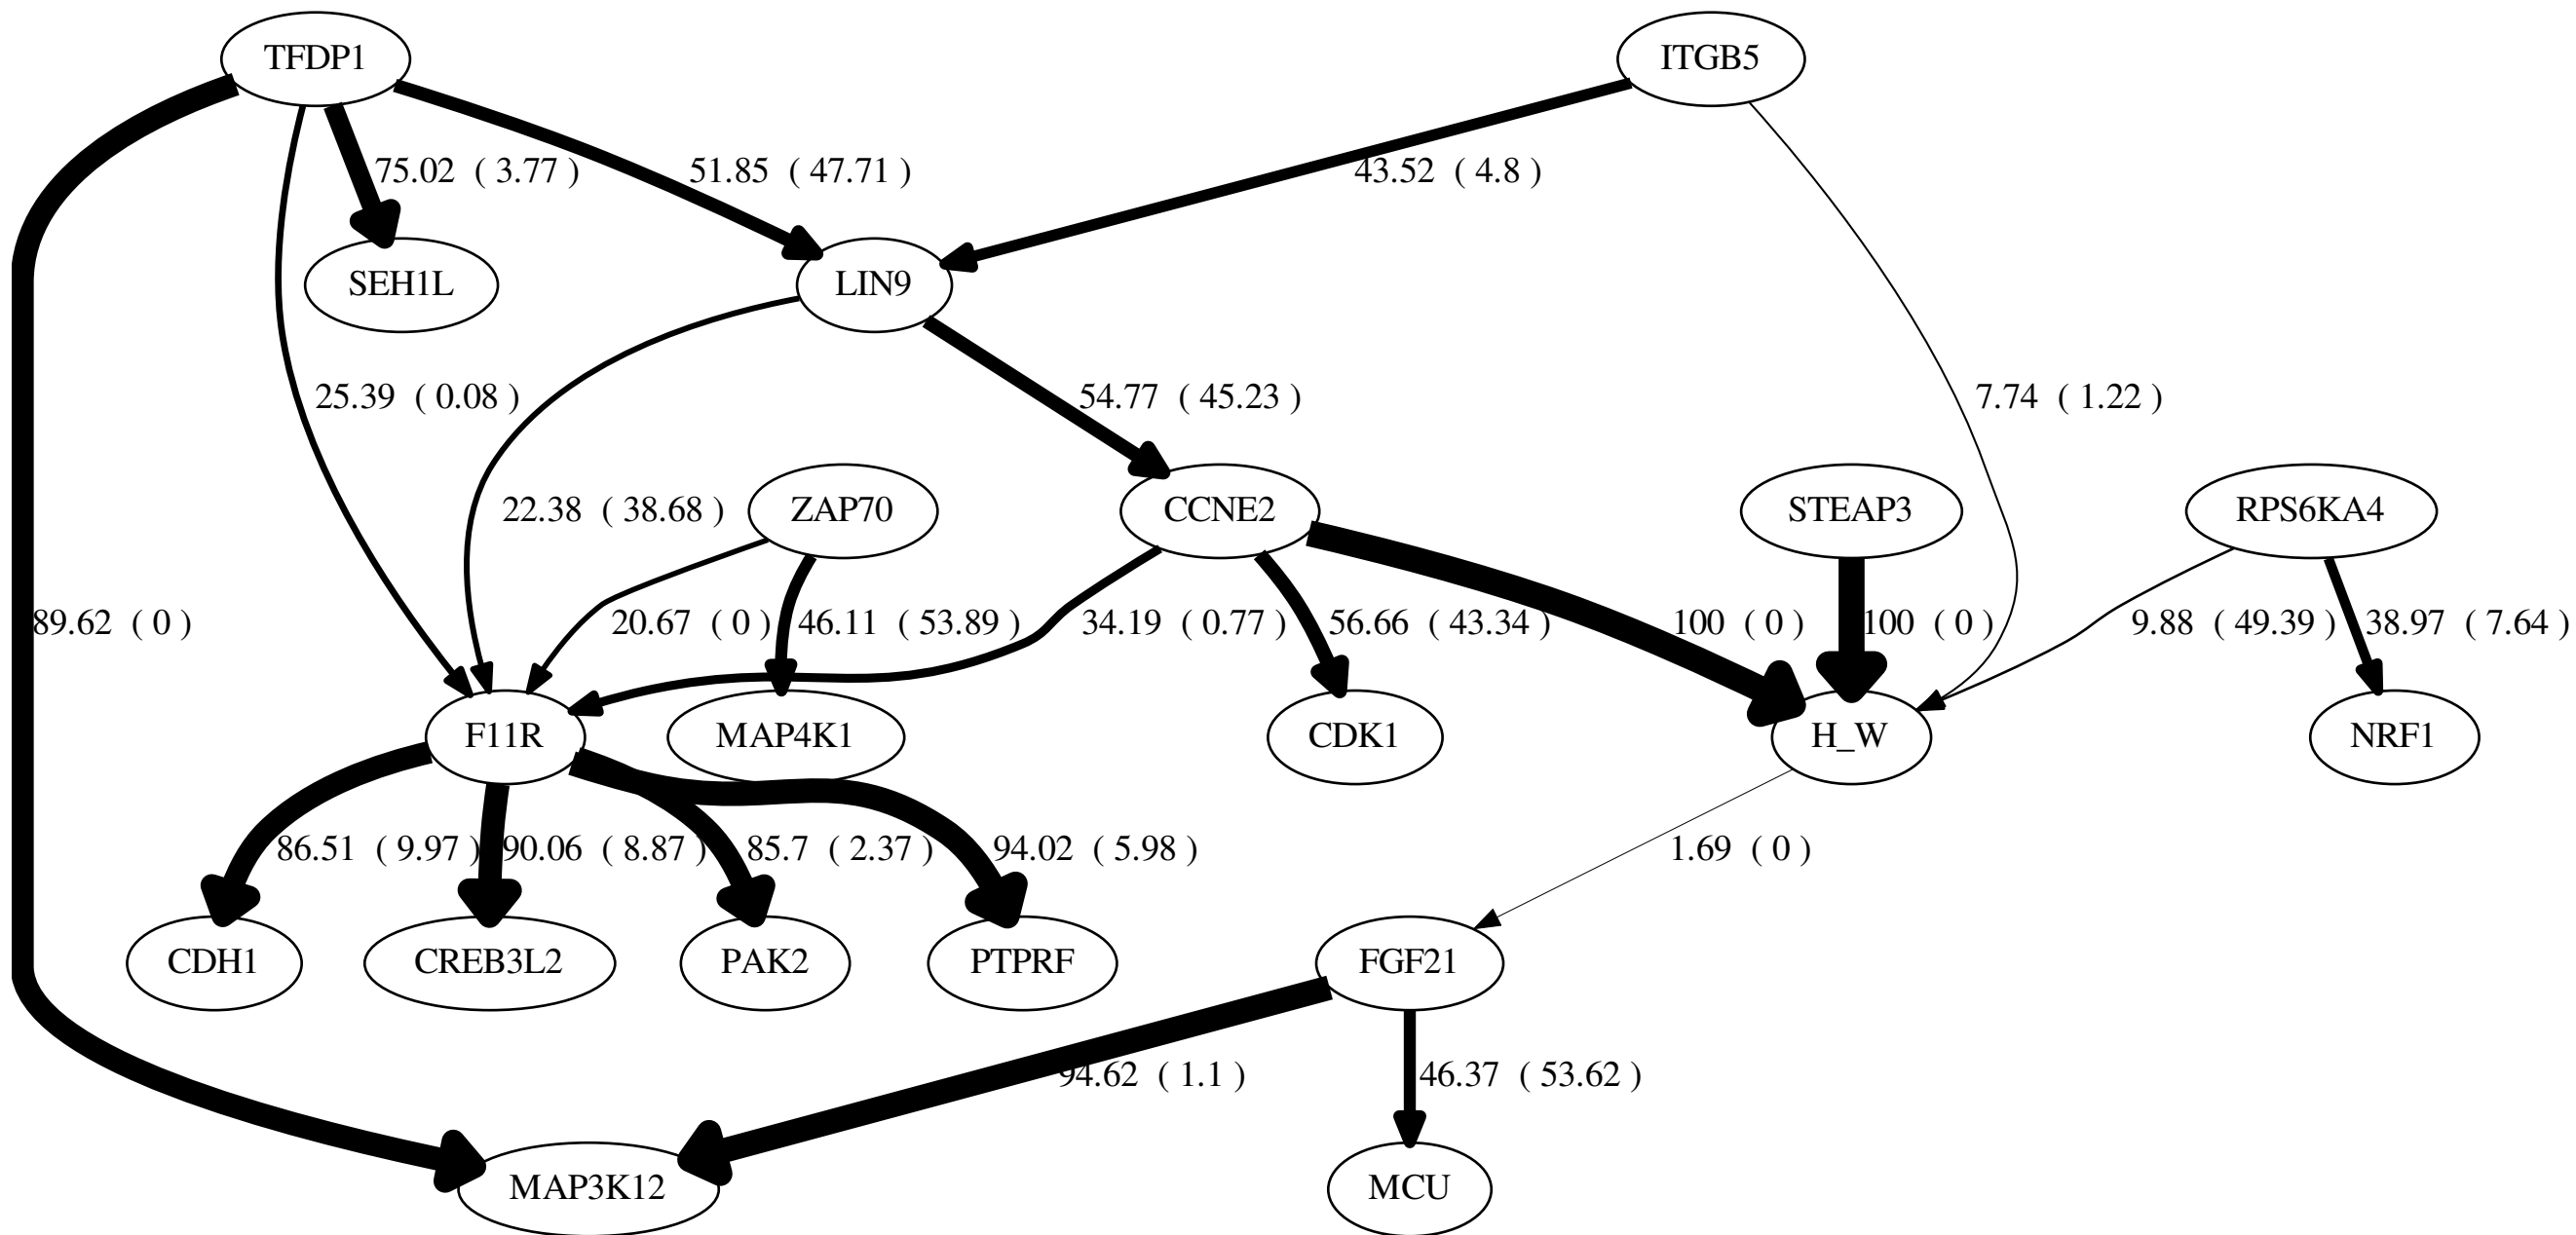 TFDP1
ITGB5
75.02 ( 3.77 )
51.85 ( 47.71 )
43.52 ( 4.8 )
SEH1L
LIN9
25.39 ( 0.08 )
54.77 ( 45.23 )
7.74 ( 1.22 )
22.38 ( 38.68 )
ZAP70
CCNE2
STEAP3
RPS6KA4
89.62 ( 0 )
20.67 ( 0 )
46.11 ( 53.89 )
34.19 ( 0.77 )
56.66 ( 43.34 )
100 ( 0 )
100 ( 0 )
9.88 ( 49.39 )
38.97 ( 7.64 )
F11R
MAP4K1
CDK1
H_W
NRF1
86.51 ( 9.97 )
90.06 ( 8.87 )
85.7 ( 2.37 )
94.02 ( 5.98 )
1.69 ( 0 )
CDH1
CREB3L2
PAK2
PTPRF
FGF21
94.62 ( 1.1 )
46.37 ( 53.62 )
MAP3K12
MCU